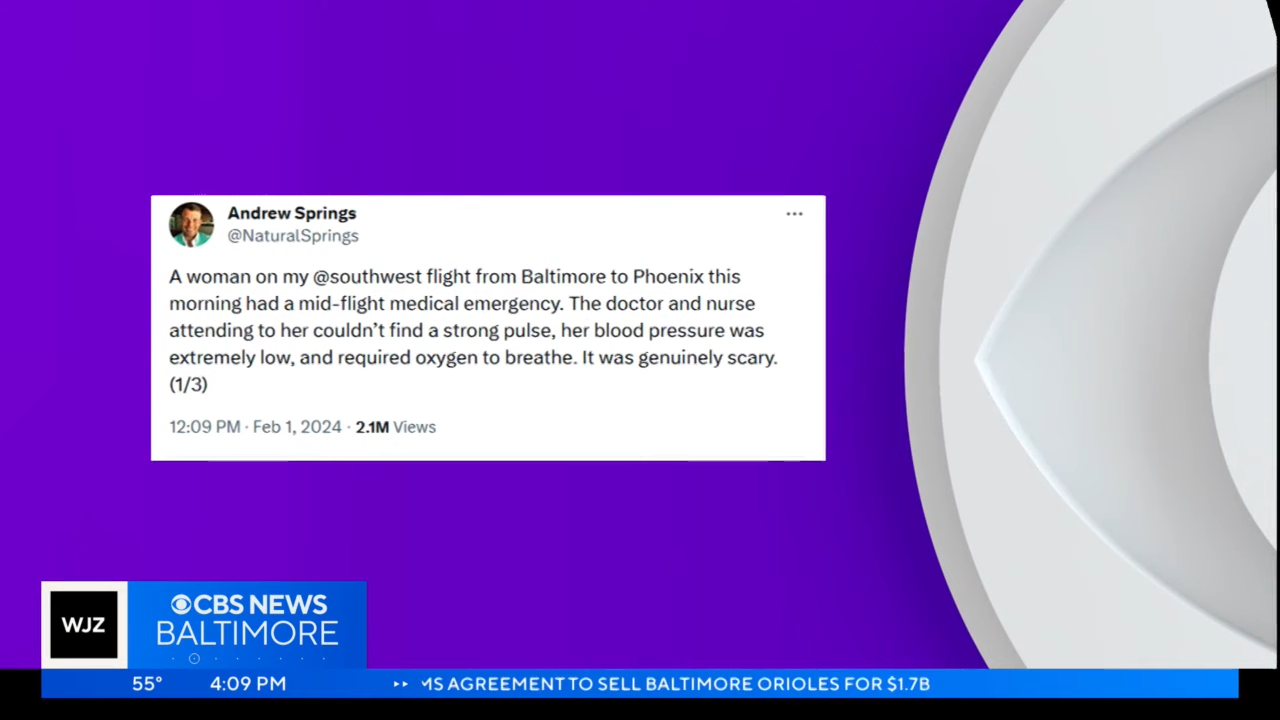 Andrew Springs
@NaturalSprings
A woman on my @southwest flight from Baltimore to Phoenix this
morning had a mid-flight medical emergency. The doctor and nurse
attending to her couldn't find a strong pulse, her blood pressure was
extremely low, and required oxygen to breathe. It was genuinely scary.
(1/3)
12:09 PM · Feb 1, 2024 · 2.1M Views
WJZ
CBS NEWS
BALTIMORE
55° 4:09 PM AGREEMENT TO SELL BALTIMORE ORIOLES FOR $1.7B